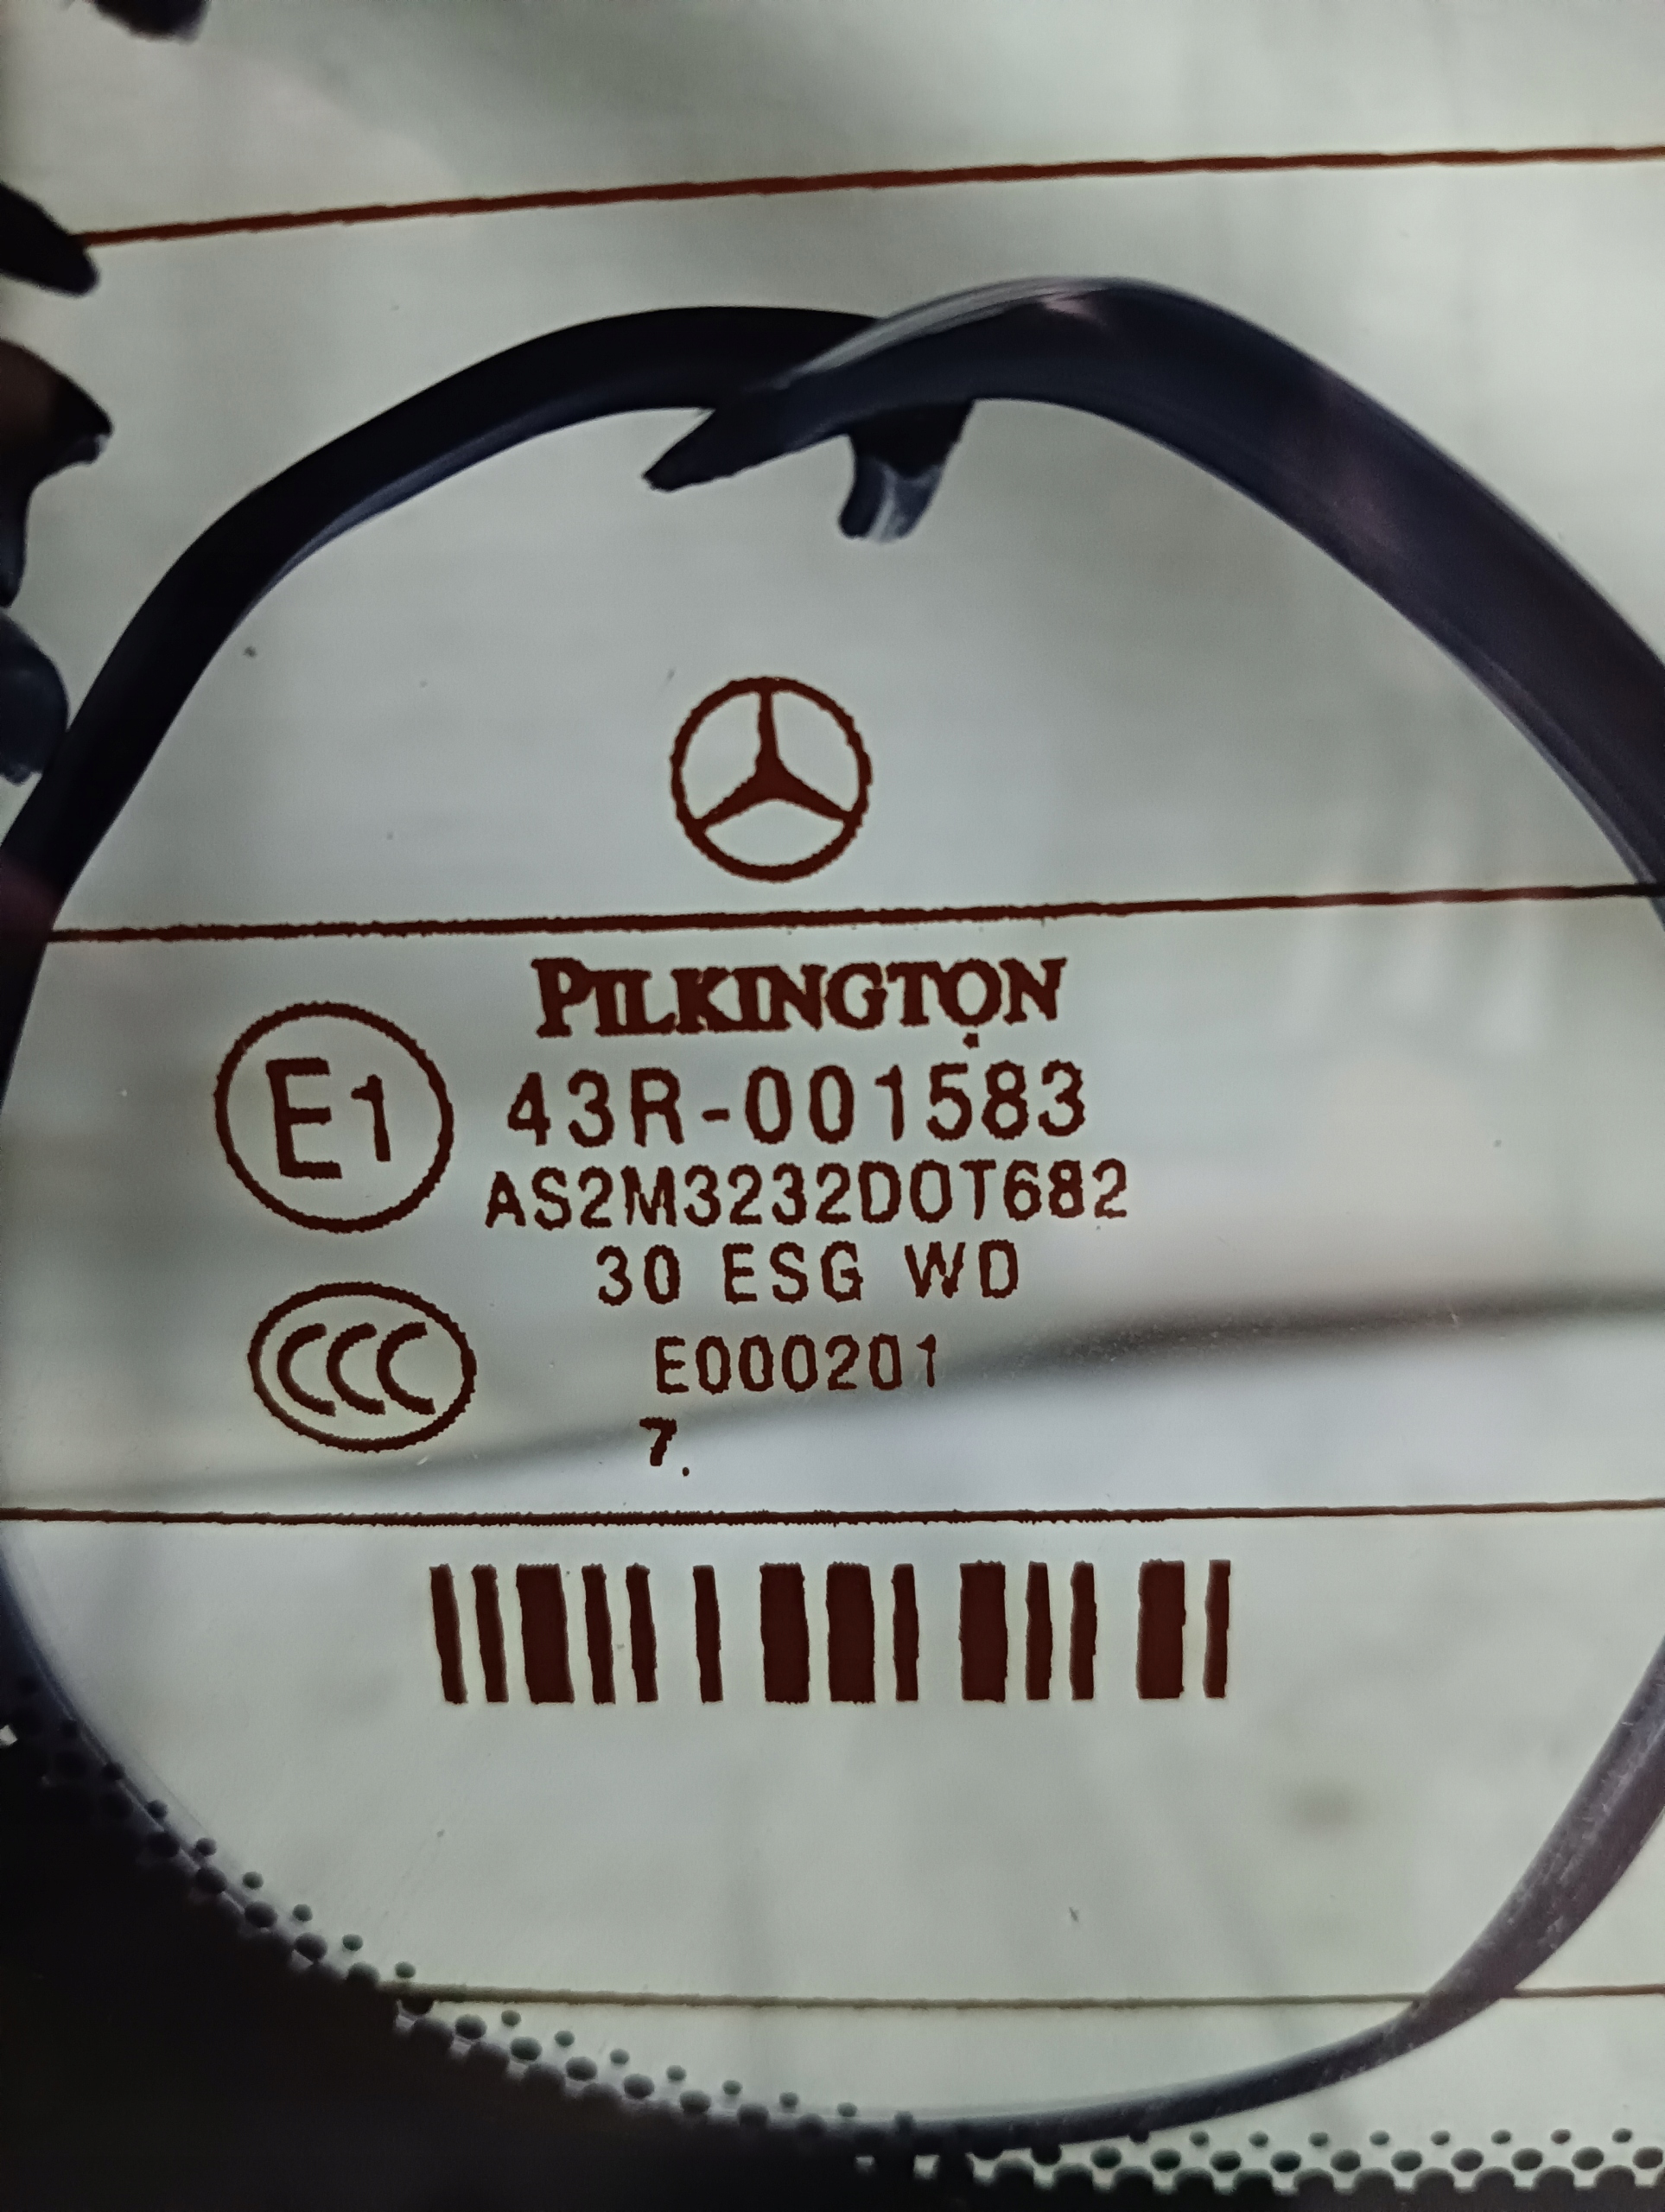 PILKINGTON
E1
43R-001583
AS2M3232DOT682
30 ESG WD
CCC
E000201
7.